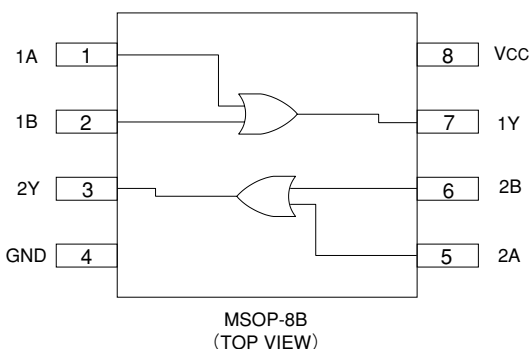 1A 1 8 VCC
1B 2 7 1Y
2Y 3 6 2B
GND 4 5 2A
MSOP-8B
(TOP VIEW)